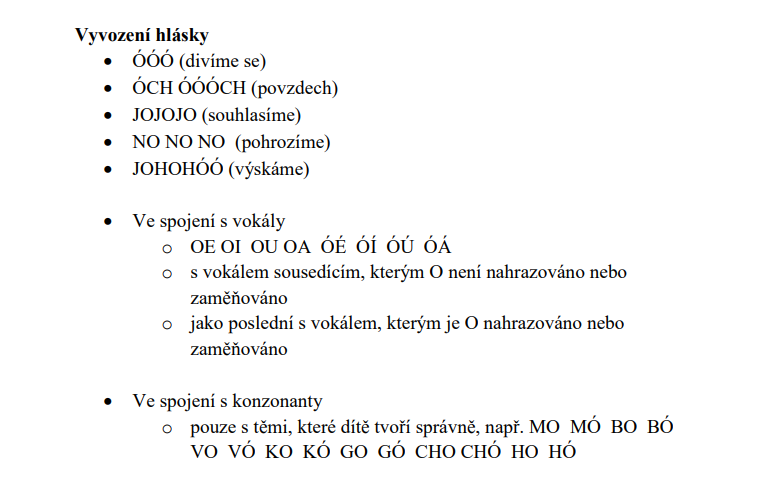 Vyvození hlásky
• ÓÓÓ (divíme se)
• ÓCH ÓÓÓCH (povzdech)
• JOJOJO (souhlasíme)
• NO NO NO  (pohrozíme)
• JOHOHÓÓ (výskáme)
• Ve spojení s vokály
o OE OI  OU OA  ÓÉ  ÓÍ  ÓÚ  ÓÁ
o s vokálem sousedícím, kterým O není nahrazováno nebo
zaměňováno
o jako poslední s vokálem, kterým je O nahrazováno nebo
zaměňováno
• Ve spojení s konzonanty
o pouze s těmi, které dítě tvoří správně, např. MO  MÓ  BO  BÓ
VO  VÓ  KO  KÓ  GO  GÓ  CHO CHÓ  HO  HÓ